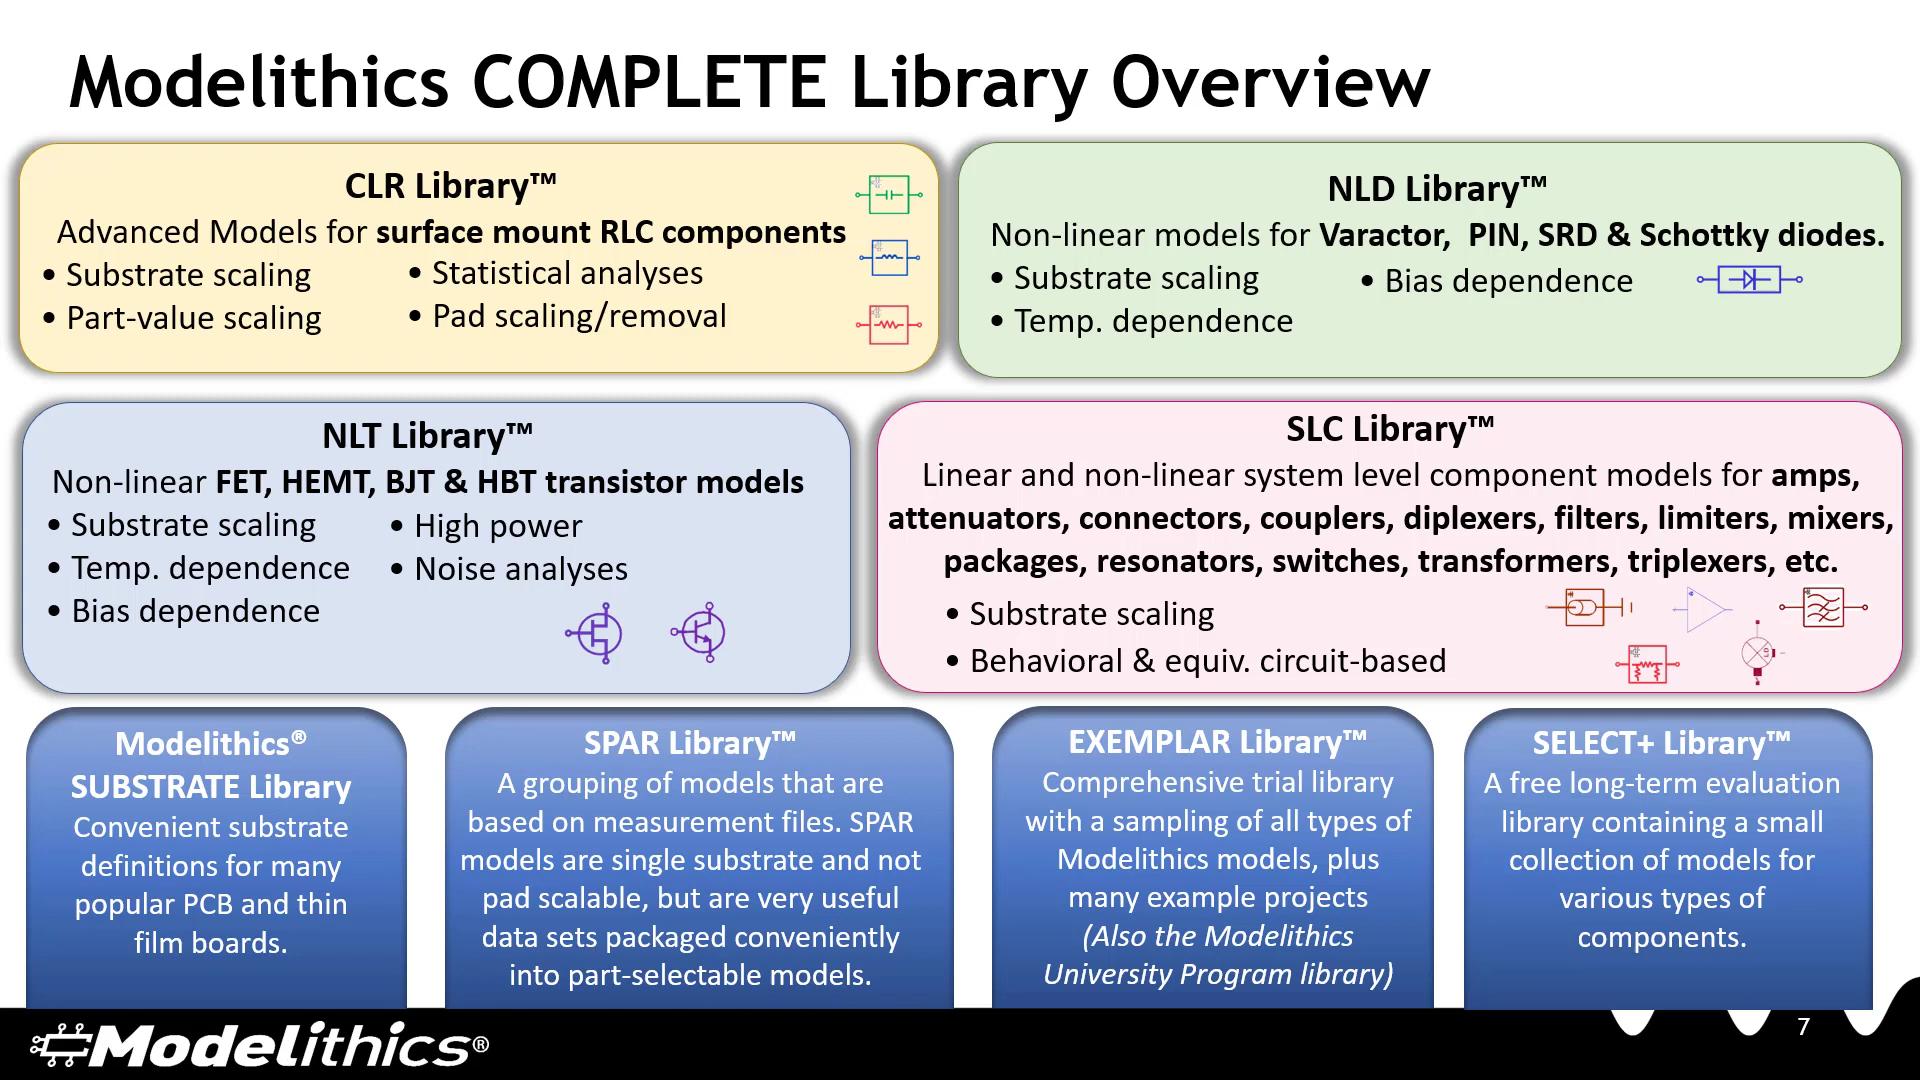 Modelithics COMPLETE Library Overview
CLR Library™
Advanced Models for surface mount RLC components
• Substrate scaling
• Part-value scaling
• Statistical analyses
• Pad scaling/removal
NLD Library™
Non-linear models for Varactor, PIN, SRD & Schottky diodes.
• Substrate scaling
• Temp. dependence
• Bias dependence
NLT Library™
Non-linear FET, HEMT, BJT & HBT transistor models
• Substrate scaling
• Temp. dependence
• Bias dependence
• High power
• Noise analyses
SLC Library™
Linear and non-linear system level component models for amps,
attenuators, connectors, couplers, diplexers, filters, limiters, mixers,
packages, resonators, switches, transformers, triplexers, etc.
• Substrate scaling
• Behavioral & equiv. circuit-based
Modelithics®
SUBSTRATE Library
Convenient substrate
definitions for many
popular PCB and thin
film boards.
SPAR Library™
A grouping of models that are
based on measurement files. SPAR
models are single substrate and not
pad scalable, but are very useful
data sets packaged conveniently
into part-selectable models.
EXEMPLAR Library™
Comprehensive trial library
with a sampling of all types of
Modelithics models, plus
many example projects
(Also the Modelithics
University Program library)
SELECT+ Library™
A free long-term evaluation
library containing a small
collection of models for
various types of
components.
Modelithics®
7